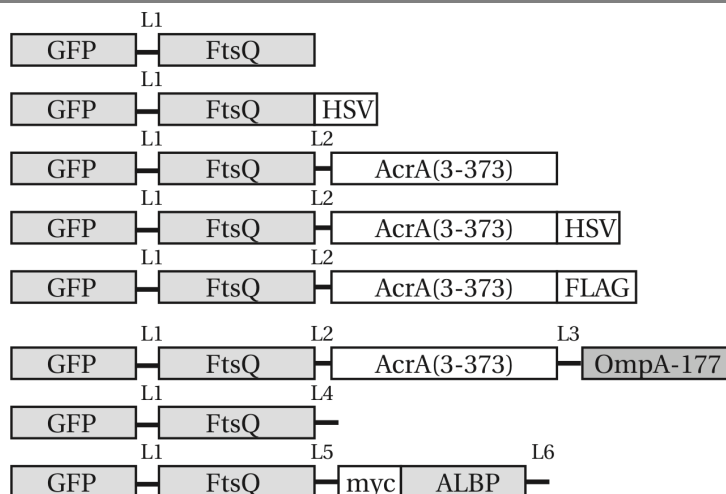 L1
GFP FtsQ
L1
GFP FtsQ HSV
L1 L2
GFP FtsQ AcrA(3-373)
L1 L2
GFP FtsQ AcrA(3-373) HSV
L1 L2
GFP FtsQ AcrA(3-373) FLAG
L1 L2 L3
GFP FtsQ AcrA(3-373) OmpA-177
L1 L4
GFP FtsQ
L1 L5 L6
GFP FtsQ myc ALBP